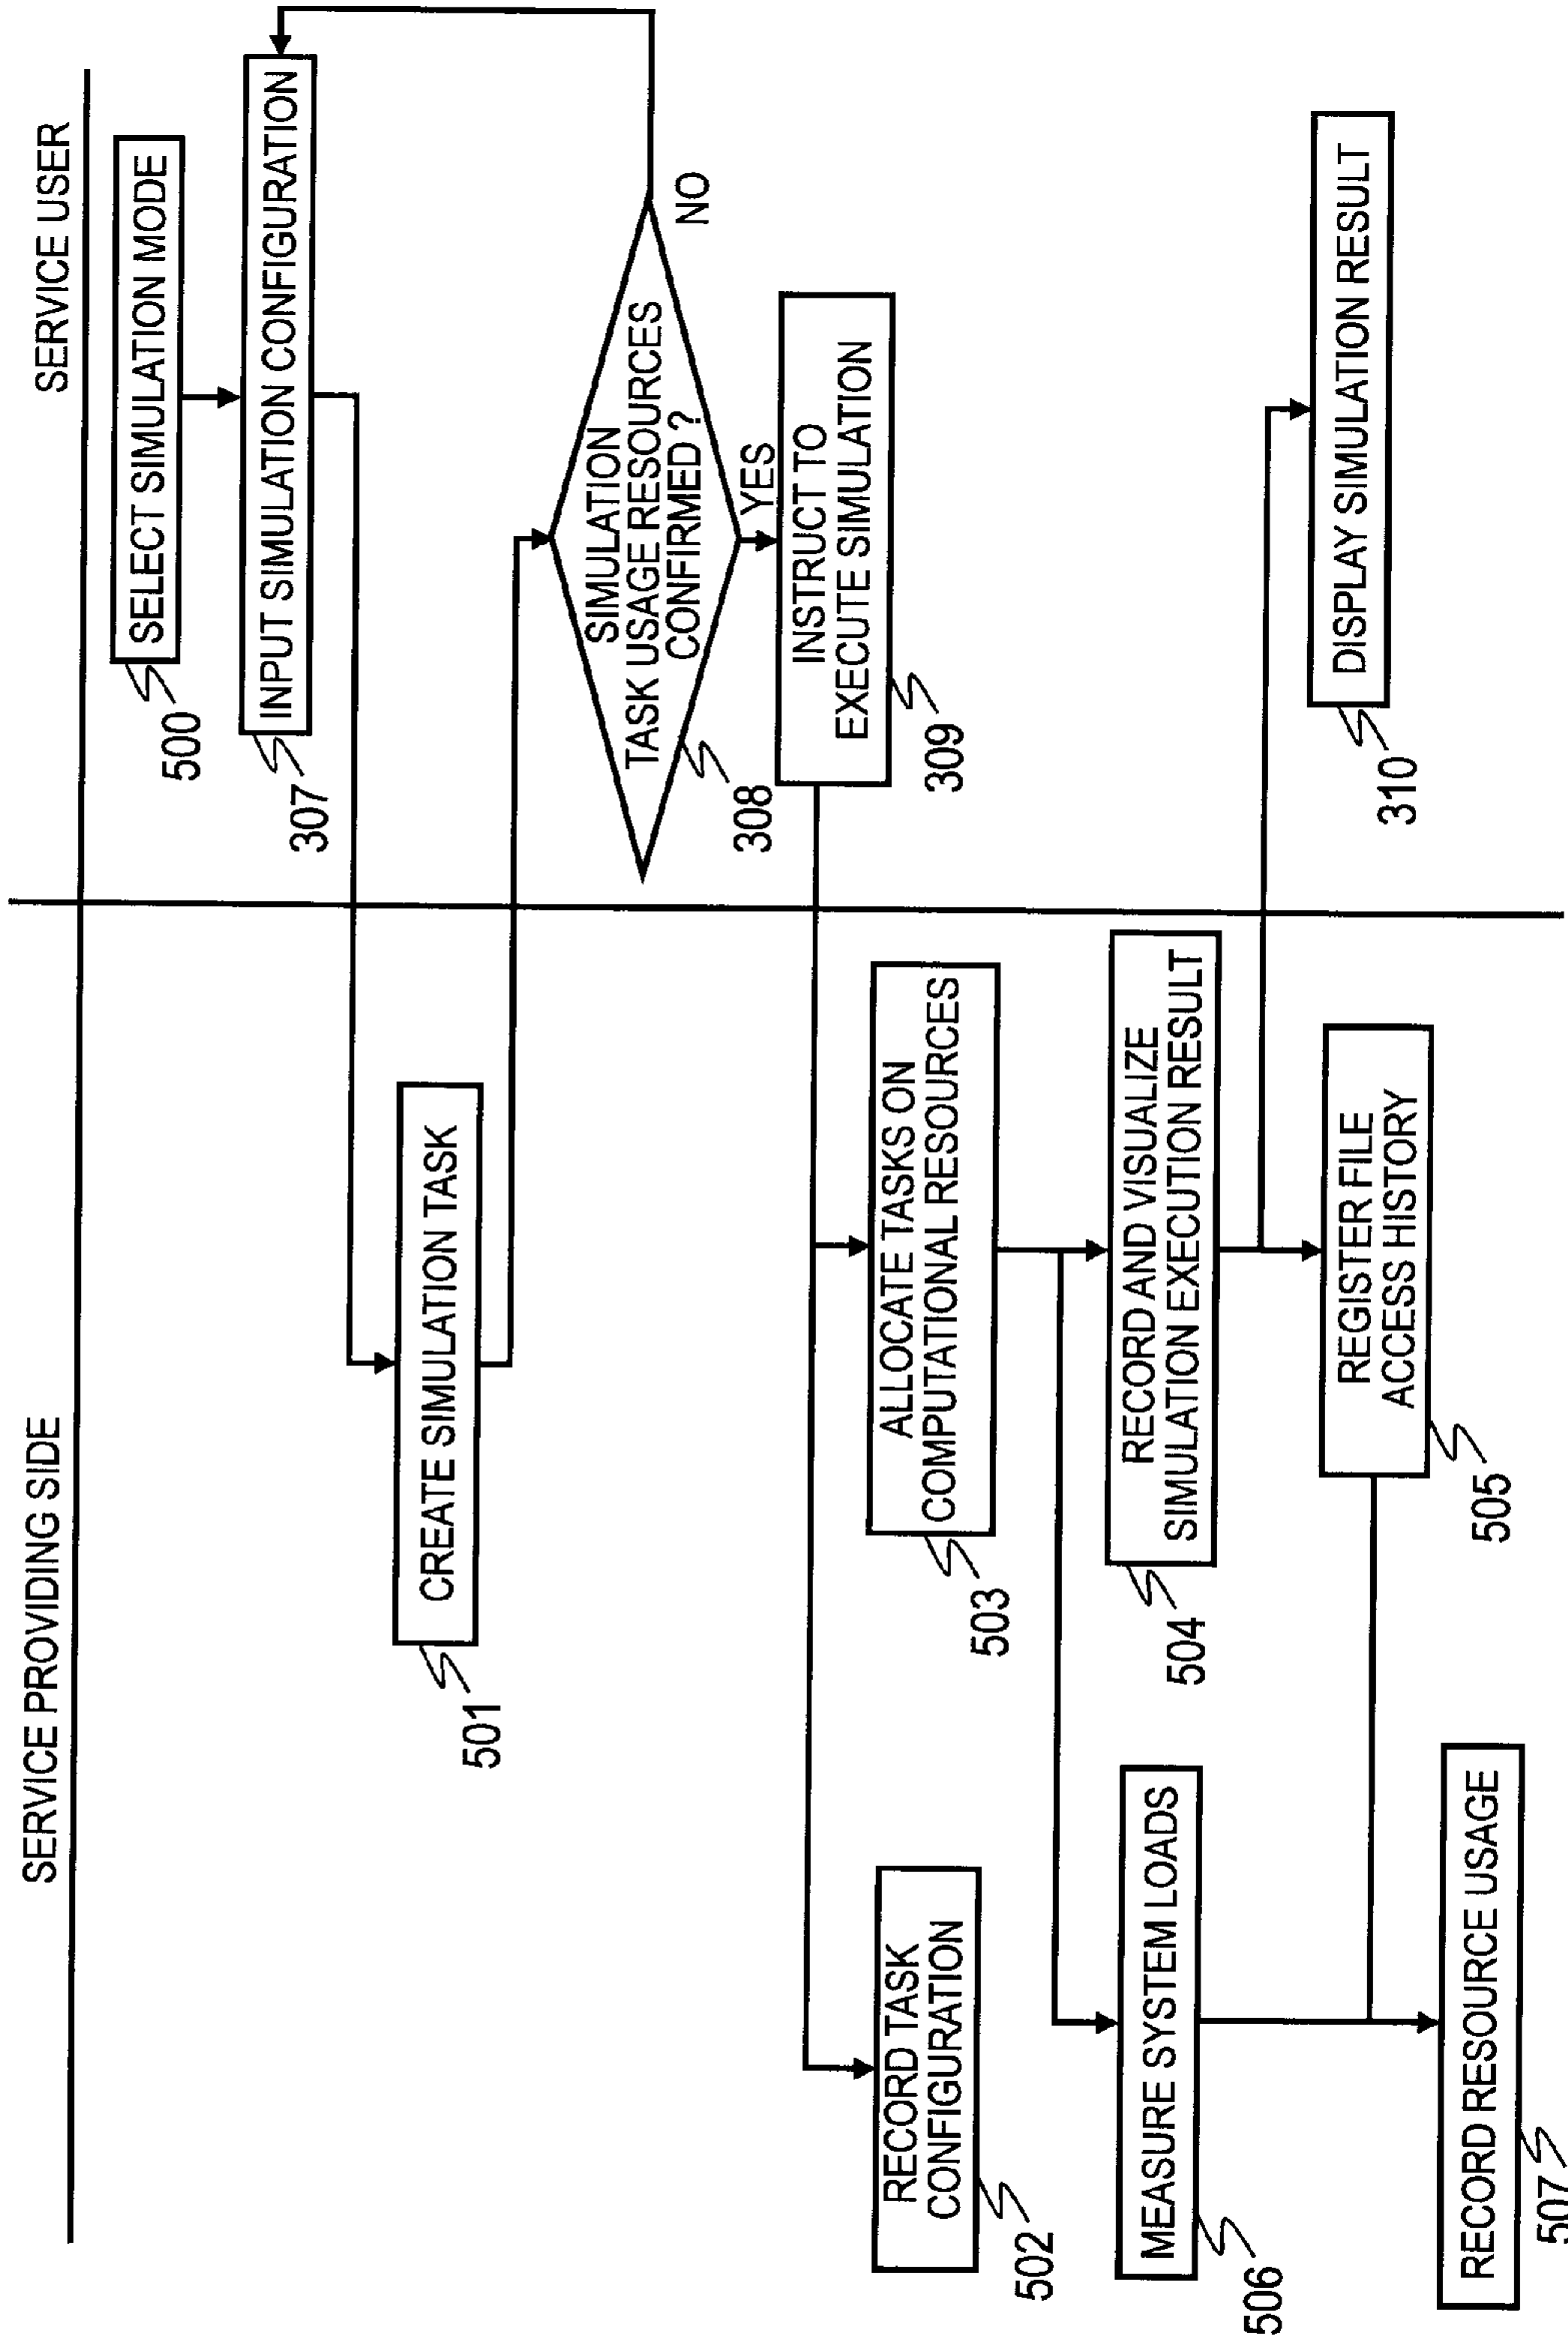 SERVICE PROVIDING SIDE
SERVICE USER
SELECT SIMULATION MODE
500
INPUT SIMULATION CONFIGURATION
307
CREATE SIMULATION TASK
501
SIMULATION
TASK USAGE RESOURCES
CONFIRMED ?
308
NO
YES
INSTRUCT TO
EXECUTE SIMULATION
309
RECORD TASK
CONFIGURATION
502
ALLOCATE TASKS ON
COMPUTATIONAL RESOURCES
503
MEASURE SYSTEM LOADS
506
RECORD AND VISUALIZE
SIMULATION EXECUTION RESULT
504
REGISTER FILE
ACCESS HISTORY
505
DISPLAY SIMULATION RESULT
310
RECORD RESOURCE USAGE
507